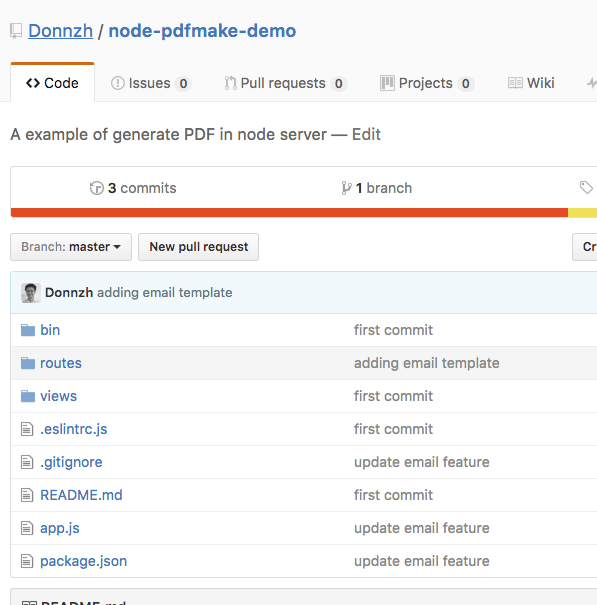 Donnzh / node-pdfmake-demo
Code Issues 0 Pull requests 0 Projects 0 Wiki
A example of generate PDF in node server — Edit
3 commits 1 branch
Branch: master New pull request Cr
Donnzh adding email template
bin first commit
routes adding email template
views first commit
.eslintrc.js first commit
.gitignore update email feature
README.md first commit
app.js update email feature
package.json update email feature
README.md